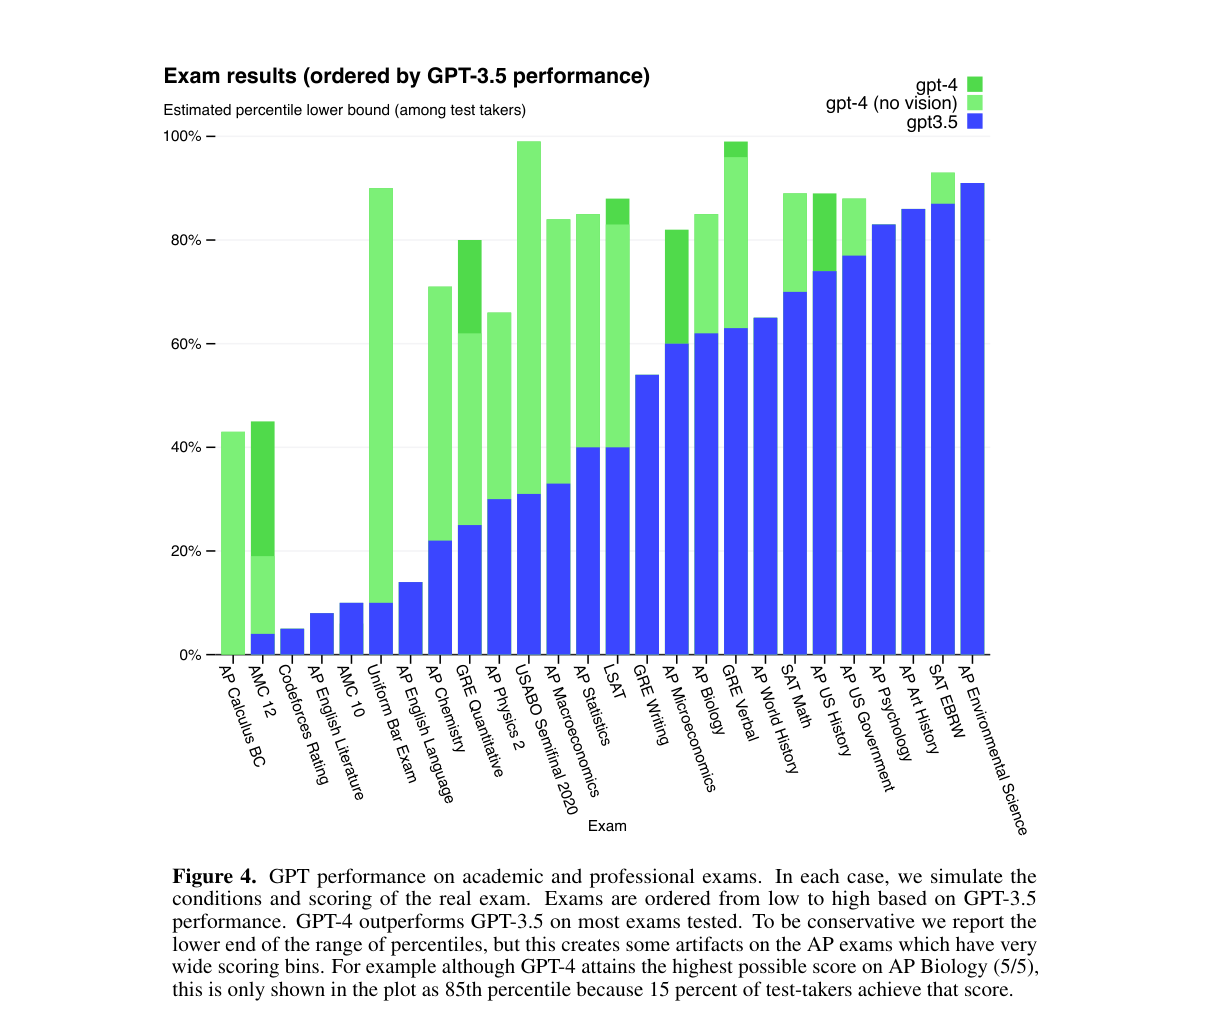 Exam results (ordered by GPT-3.5 performance)
Estimated percentile lower bound (among test takers)
gpt-4
gpt-4 (no vision)
gpt3.5
100%
80%
60%
40%
20%
0%
AP Calculus BC
AMC 12
Codeforces Rating
AP English Literature
AMC 10
Uniform Bar Exam
AP English Language
AP Chemistry
GRE Quantitative
AP Physics 2
USABO Semifinal 2020
AP Macroeconomics
AP Statistics
LSAT
GRE Writing
AP Microeconomics
AP Biology
GRE Verbal
AP World History
SAT Math
AP US History
AP US Government
AP Psychology
AP Art History
SAT EBRW
AP Environmental Science
Exam
Figure 4. GPT performance on academic and professional exams. In each case, we simulate the
conditions and scoring of the real exam. Exams are ordered from low to high based on GPT-3.5
performance. GPT-4 outperforms GPT-3.5 on most exams tested. To be conservative we report the
lower end of the range of percentiles, but this creates some artifacts on the AP exams which have very
wide scoring bins. For example although GPT-4 attains the highest possible score on AP Biology (5/5),
this is only shown in the plot as 85th percentile because 15 percent of test-takers achieve that score.